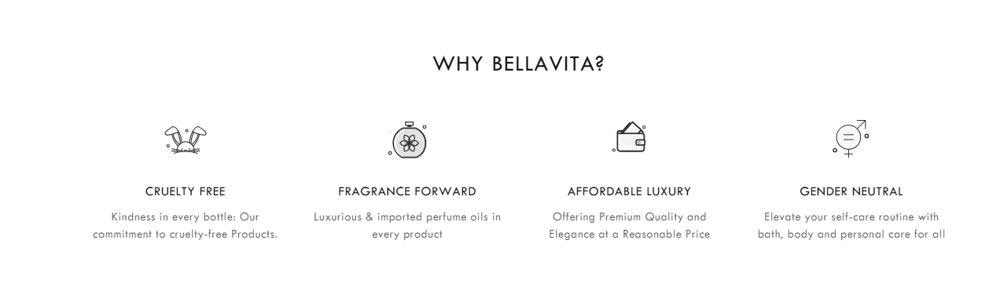 WHY BELLAVITA?
CRUELTY FREE
Kindness in every bottle: Our
commitment to cruelty-free Products.
FRAGRANCE FORWARD
Luxurious & imported perfume oils in
every product
AFFORDABLE LUXURY
Offering Premium Quality and
Elegance at a Reasonable Price
GENDER NEUTRAL
Elevate your self-care routine with
bath, body and personal care for all